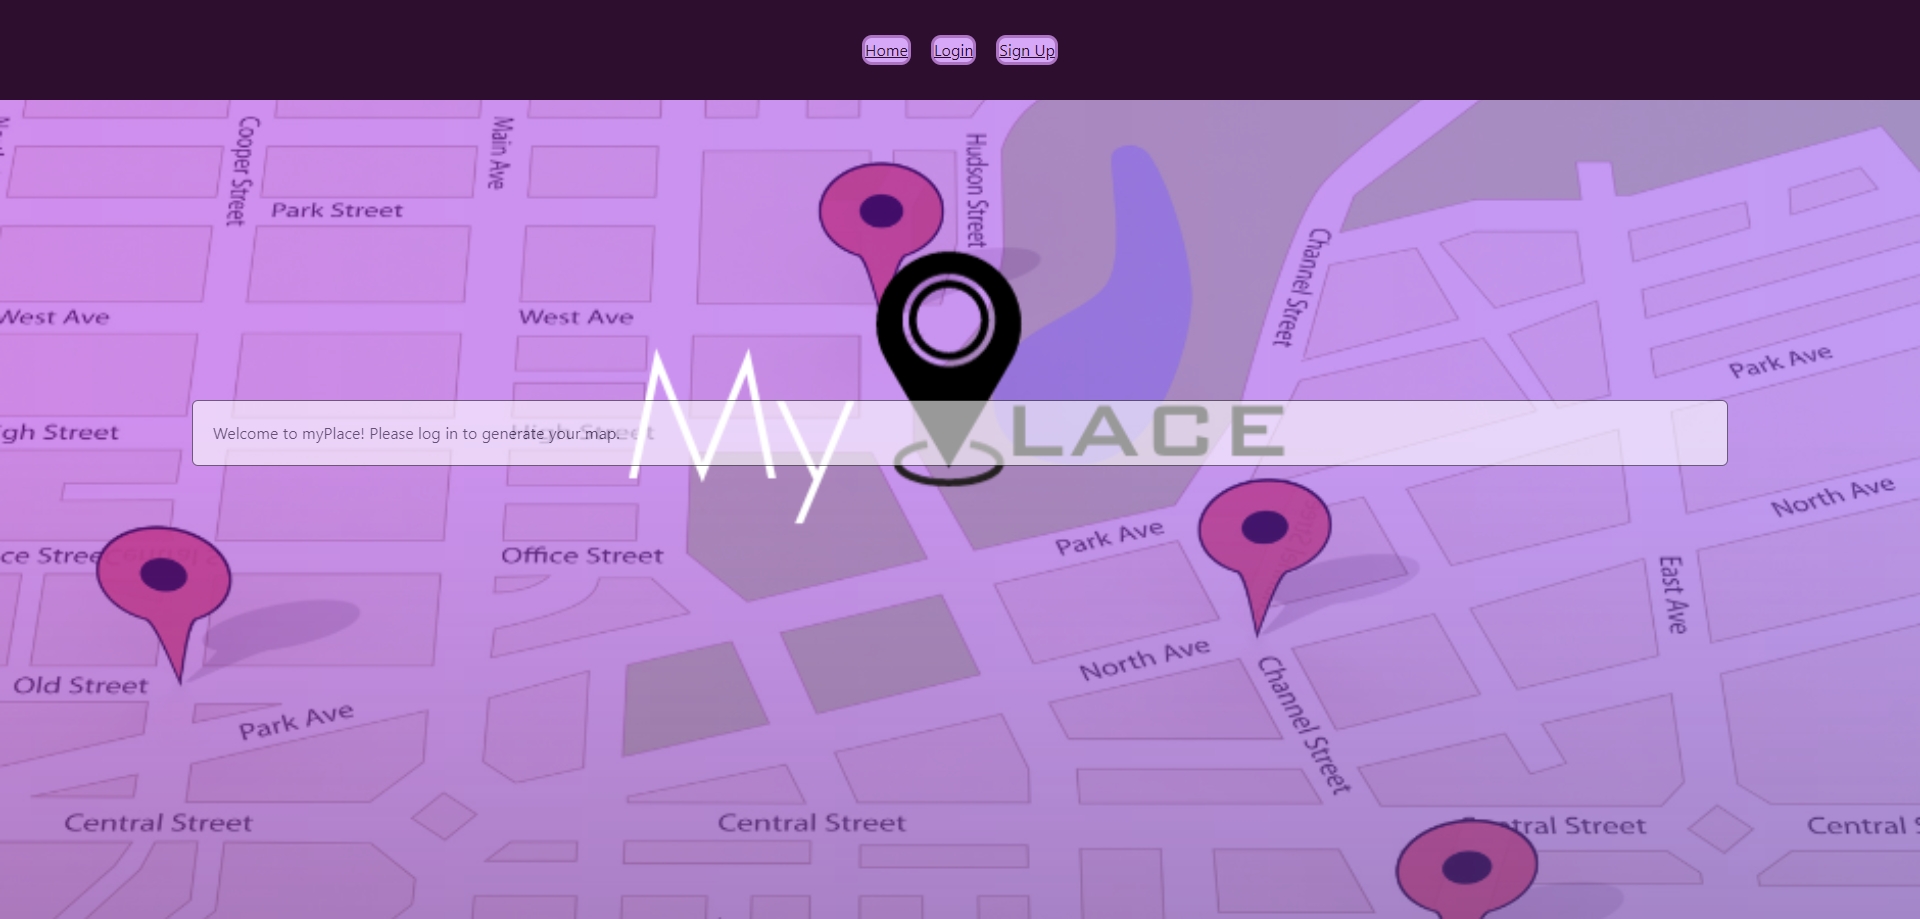 Home Login Sign Up
Cooper Street
Main Ave
Hudson Street
Park Street
Channel Street
West Ave
West Ave
Park Ave
My LACE
gh Street
High Street
Welcome to myPlace! Please log in to generate your map.
North Ave
Park Ave
ce Stree
Office Street
East Ave
North Ave
Old Street
Channel Street
Park Ave
Central Street
Central Street
ntral Street
Central S